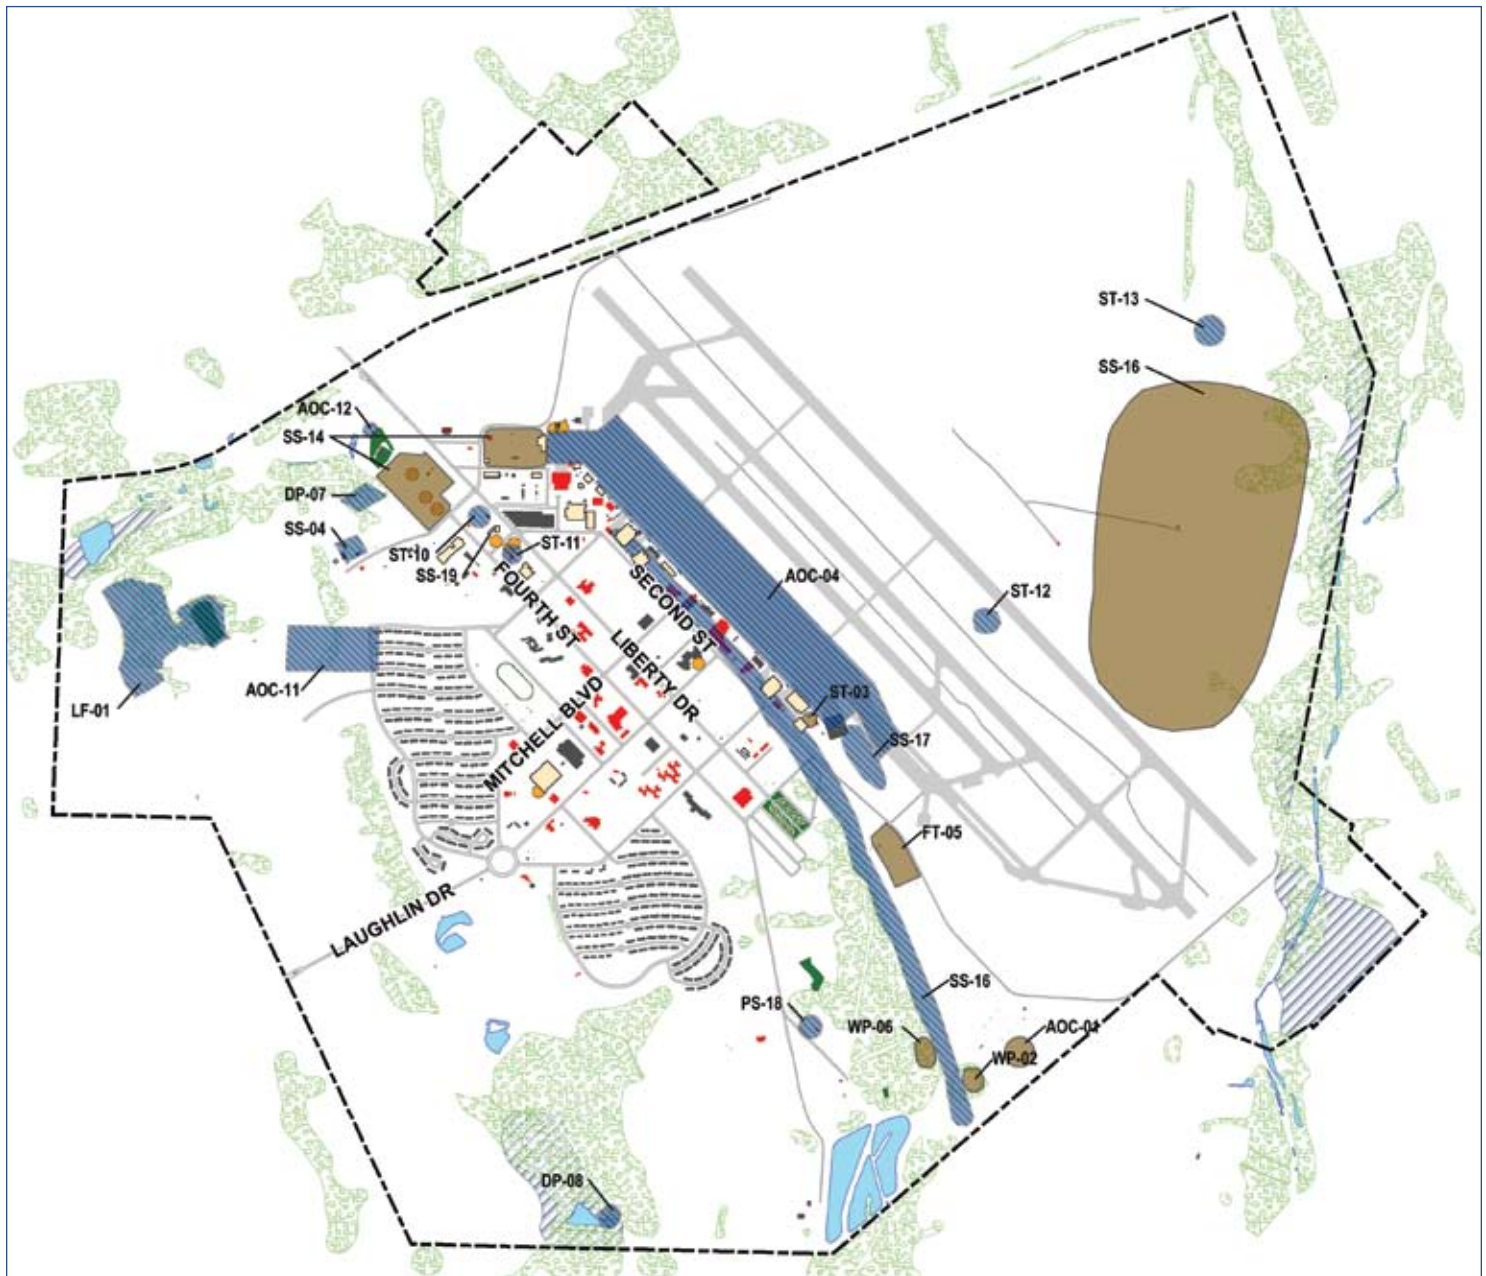 ST-13
SS-16
AOC-12
SS-14
DP-07
SS-04
ST-10
ST-11
SS-19
FOURTH ST
SECOND ST
AOC-04
ST-12
LIBERTY DR
AOC-11
LF-01
MITCHELL BLVD
ST-03
SS-17
FT-05
LAUGHLIN DR
SS-16
PS-18
WP-06
AOC-01
WP-02
DP-08